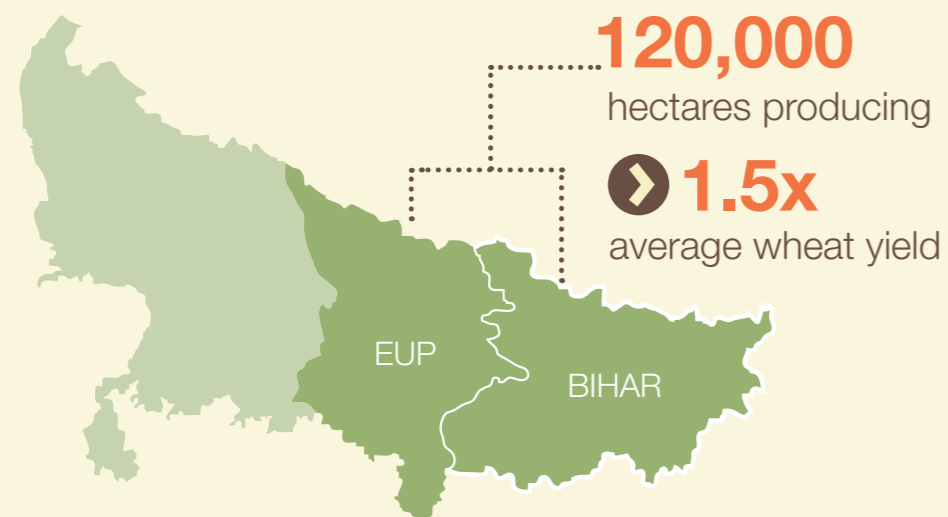 120,000
hectares producing
1.5x
average wheat yield
EUP
BIHAR